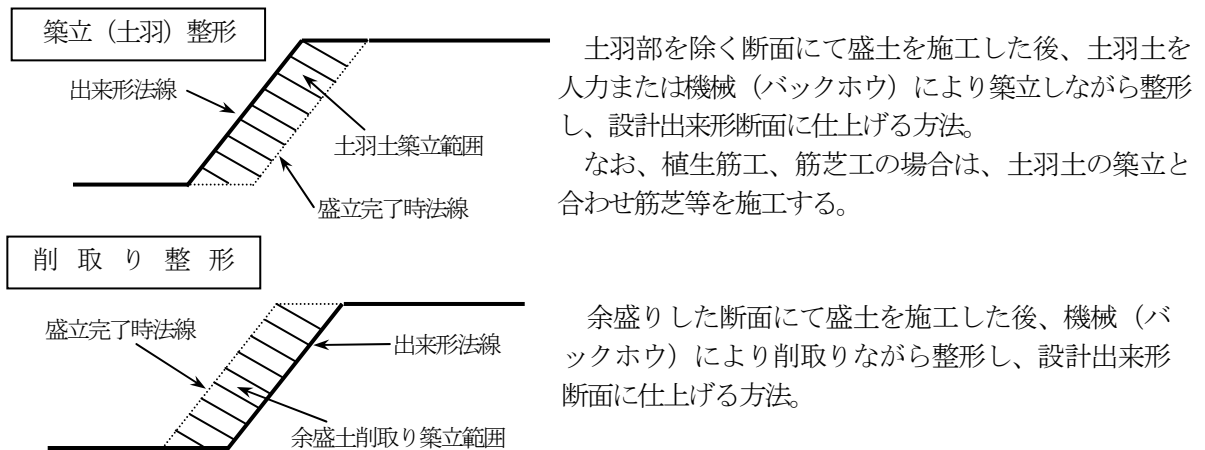 築立（土羽）整形
出来形法線
土羽土築立範囲
盛立完了時法線
土羽部を除く断面にて盛土を施工した後、土羽土を
人力または機械（バックホウ）により築立しながら整形
し、設計出来形断面に仕上げる方法。
なお、植生筋工、筋芝工の場合は、土羽土の築立と
合わせ筋芝等を施工する。
削取り整形
盛立完了時法線
出来形法線
余盛土削取り築立範囲
余盛りした断面にて盛土を施工した後、機械（バ
ックホウ）により削取りながら整形し、設計出来形
断面に仕上げる方法。